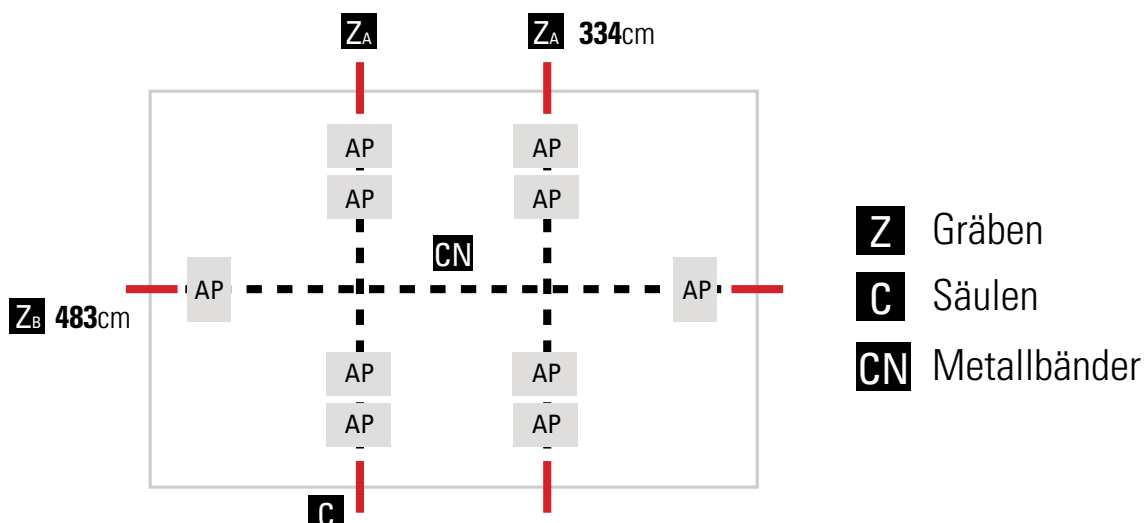 ZA ZA 334cm
AP AP
AP AP
CN
AP AP
ZB 483cm
AP AP
AP AP
C
Z Gräben
C Säulen
CN Metallbänder